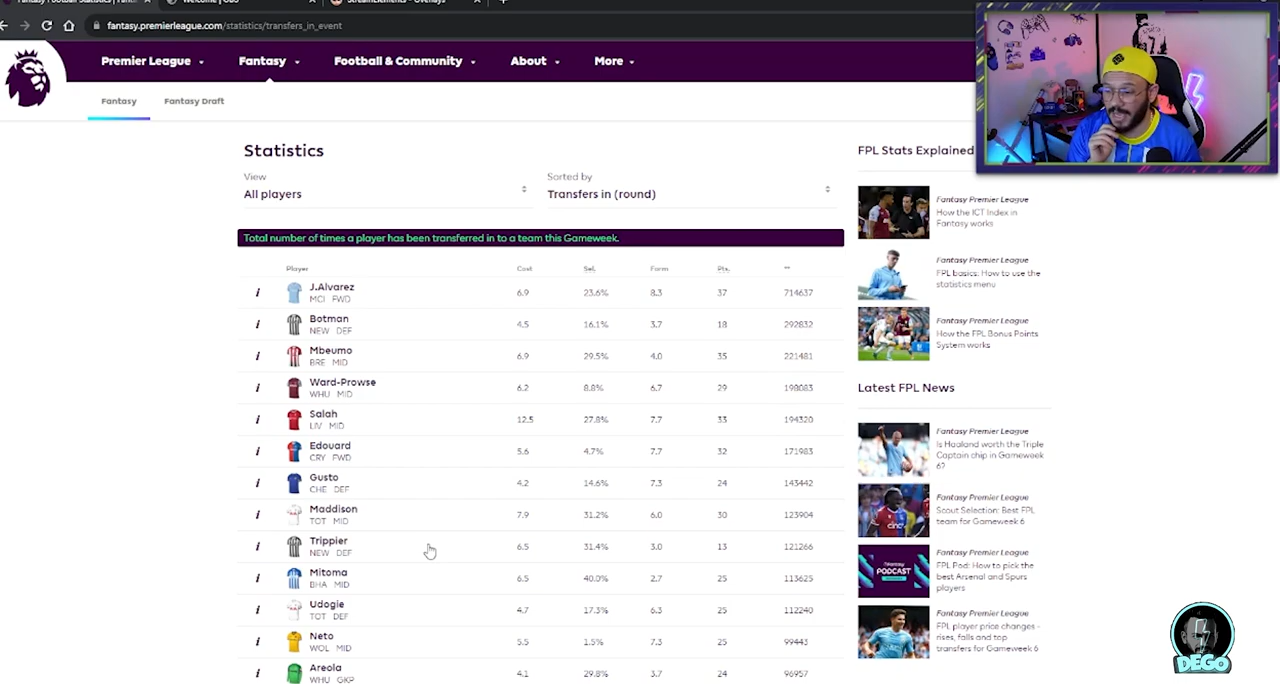 Fantasy Football Statistics | Fant
Welcome | OBS
StreamElements - Overlays
fantasy.premierleague.com/statistics/transfers_in_event
Premier League
Fantasy
Football & Community
About
More
Fantasy
Fantasy Draft
Statistics
View
All players
Sorted by
Transfers in (round)
Total number of times a player has been transferred in to a team this Gameweek.
Player Cost Sel. Form Pts. **
i J.Alvarez 6.9 23.6% 8.3 37 714637
MCI FWD
i Botman 4.5 16.1% 3.7 18 292832
NEW DEF
i Mbeumo 6.9 29.5% 4.0 35 221481
BRE MID
i Ward-Prowse 6.2 8.8% 6.7 29 198083
WHU MID
i Salah 12.5 27.8% 7.7 33 194320
LIV MID
i Edouard 5.6 4.7% 7.7 32 171983
CRY FWD
i Gusto 4.2 14.6% 7.3 24 143442
CHE DEF
i Maddison 7.9 31.2% 6.0 30 123904
TOT MID
i Trippier 6.5 31.4% 3.0 13 121266
NEW DEF
i Mitoma 6.5 40.0% 2.7 25 113625
BHA MID
i Udogie 4.7 17.3% 6.3 25 112240
TOT DEF
i Neto 5.5 1.5% 7.3 25 99443
WOL MID
i Areola 4.1 29.8% 3.7 24 96957
WHU GKP
FPL Stats Explained
Fantasy Premier League
How the ICT Index in
Fantasy works
Fantasy Premier League
FPL basics: How to use the
statistics menu
Fantasy Premier League
How the FPL Bonus Points
System works
Latest FPL News
Fantasy Premier League
Is Haaland worth the Triple
Captain chip in Gameweek
6?
Fantasy Premier League
Scout Selection: Best FPL
team for Gameweek 6
PODCAST
Fantasy Premier League
FPL Pod: How to pick the
best Arsenal and Spurs
players
Fantasy Premier League
FPL player price changes -
rises, falls and top
transfers for Gameweek 6
DEGO